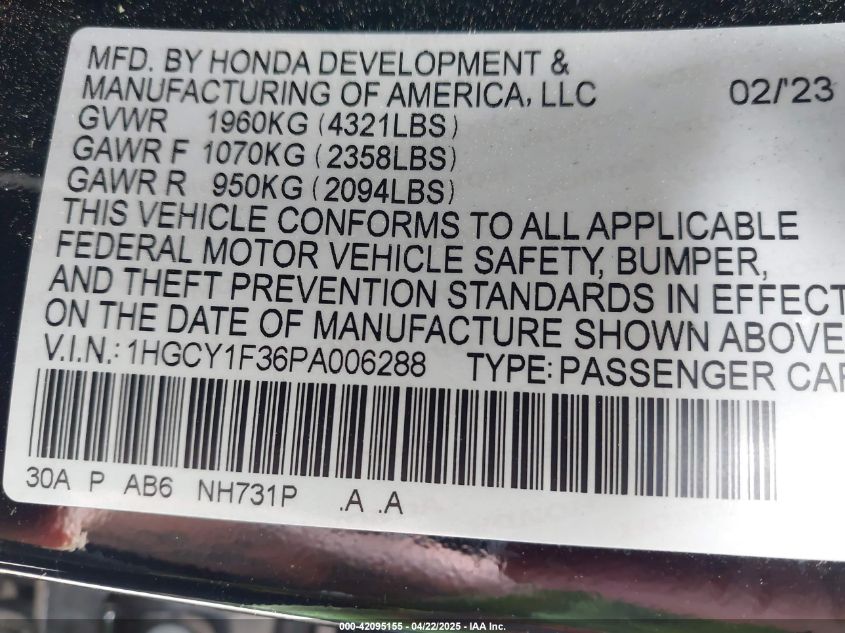 MFD. BY HONDA DEVELOPMENT &
MANUFACTURING OF AMERICA, LLC 02/'23
GVWR 1960KG (4321LBS)
GAWR F 1070KG (2358LBS)
GAWR R 950KG (2094LBS)
THIS VEHICLE CONFORMS TO ALL APPLICABLE
FEDERAL MOTOR VEHICLE SAFETY, BUMPER,
AND THEFT PREVENTION STANDARDS IN EFFECT
ON THE DATE OF MANUFACTURE SHOWN ABOVE
V.I.N.: 1HGCY1F36PA006288 TYPE: PASSENGER CAR
30A P AB6 NH731P .A .A
000-42095155 - 04/22/2025 - IAA Inc.